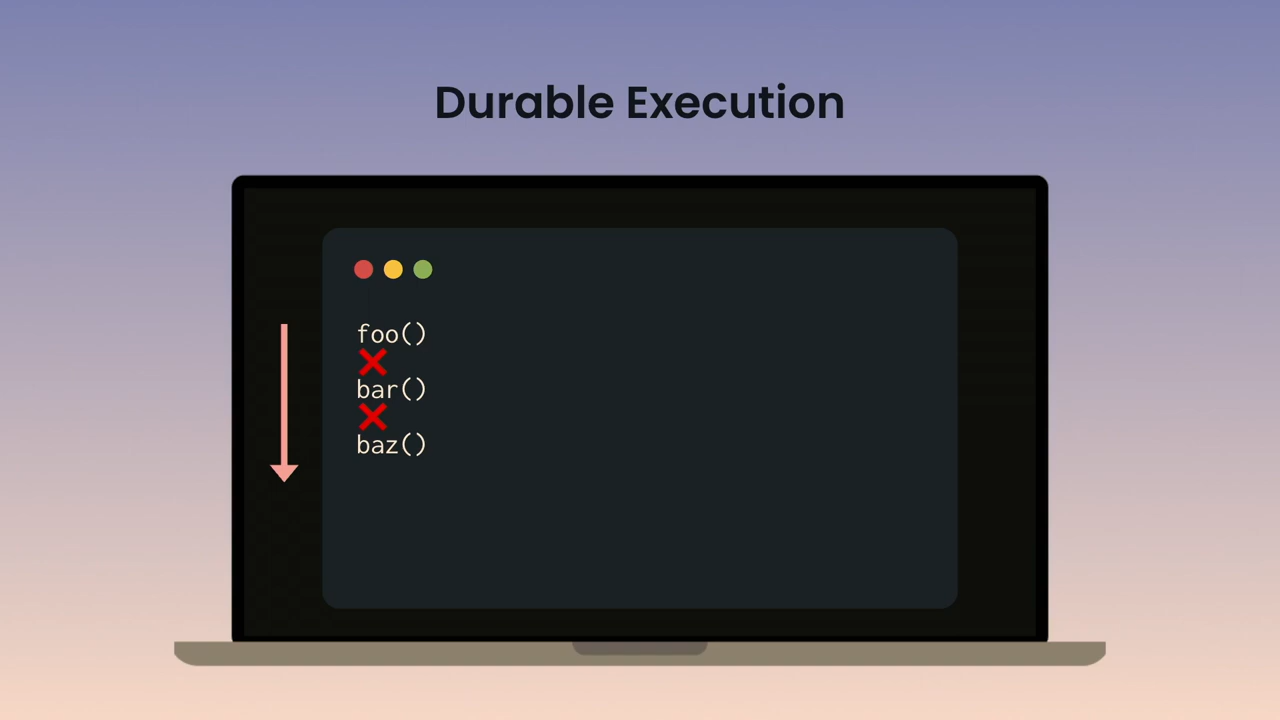 Durable Execution
foo()
❌
bar()
❌
baz()